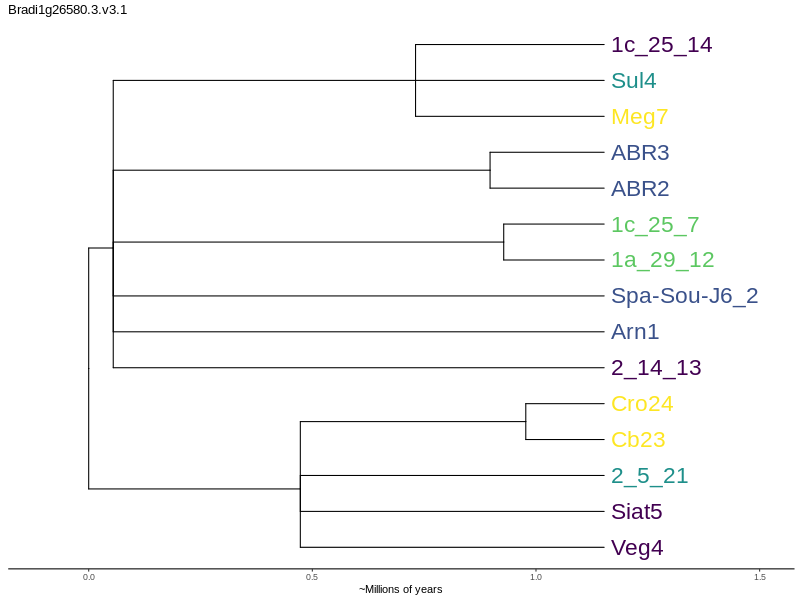 Bradi1g26580.3.v3.1
1c_25_14
Sul4
Meg7
ABR3
ABR2
1c_25_7
1a_29_12
Spa-Sou-J6_2
Arn1
2_14_13
Cro24
Cb23
2_5_21
Siat5
Veg4
0.0 0.5 1.0 1.5
~Millions of years